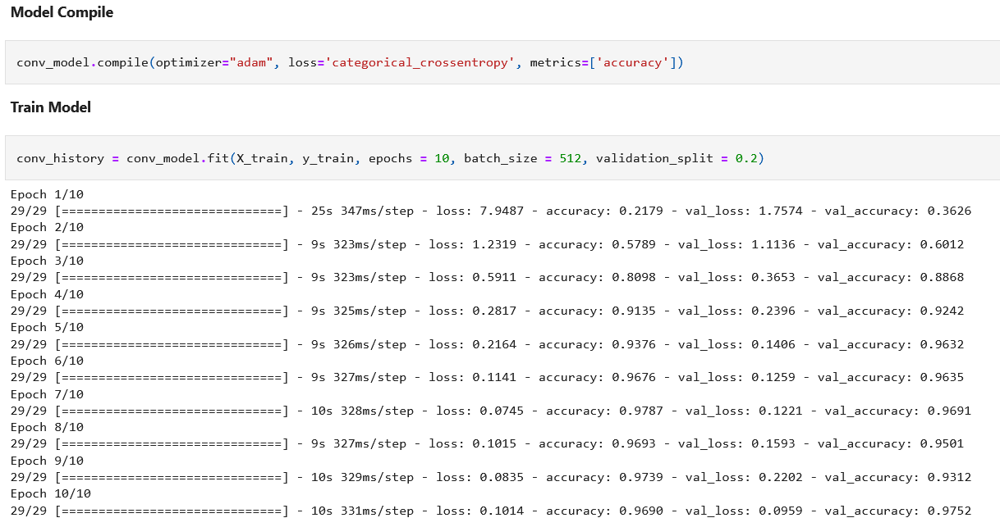 Model Compile
conv_model.compile(optimizer="adam", loss='categorical_crossentropy', metrics=['accuracy'])
Train Model
conv_history = conv_model.fit(X_train, y_train, epochs = 10, batch_size = 512, validation_split = 0.2)
Epoch 1/10
29/29 [==============================] - 25s 347ms/step - loss: 7.9487 - accuracy: 0.2179 - val_loss: 1.7574 - val_accuracy: 0.3626
Epoch 2/10
29/29 [==============================] - 9s 323ms/step - loss: 1.2319 - accuracy: 0.5789 - val_loss: 1.1136 - val_accuracy: 0.6012
Epoch 3/10
29/29 [==============================] - 9s 323ms/step - loss: 0.5911 - accuracy: 0.8098 - val_loss: 0.3653 - val_accuracy: 0.8868
Epoch 4/10
29/29 [==============================] - 9s 325ms/step - loss: 0.2817 - accuracy: 0.9135 - val_loss: 0.2396 - val_accuracy: 0.9242
Epoch 5/10
29/29 [==============================] - 9s 326ms/step - loss: 0.2164 - accuracy: 0.9376 - val_loss: 0.1406 - val_accuracy: 0.9632
Epoch 6/10
29/29 [==============================] - 9s 327ms/step - loss: 0.1141 - accuracy: 0.9676 - val_loss: 0.1259 - val_accuracy: 0.9635
Epoch 7/10
29/29 [==============================] - 10s 328ms/step - loss: 0.0745 - accuracy: 0.9787 - val_loss: 0.1221 - val_accuracy: 0.9691
Epoch 8/10
29/29 [==============================] - 9s 327ms/step - loss: 0.1015 - accuracy: 0.9693 - val_loss: 0.1593 - val_accuracy: 0.9501
Epoch 9/10
29/29 [==============================] - 10s 329ms/step - loss: 0.0835 - accuracy: 0.9739 - val_loss: 0.2202 - val_accuracy: 0.9312
Epoch 10/10
29/29 [==============================] - 10s 331ms/step - loss: 0.1014 - accuracy: 0.9690 - val_loss: 0.0959 - val_accuracy: 0.9752